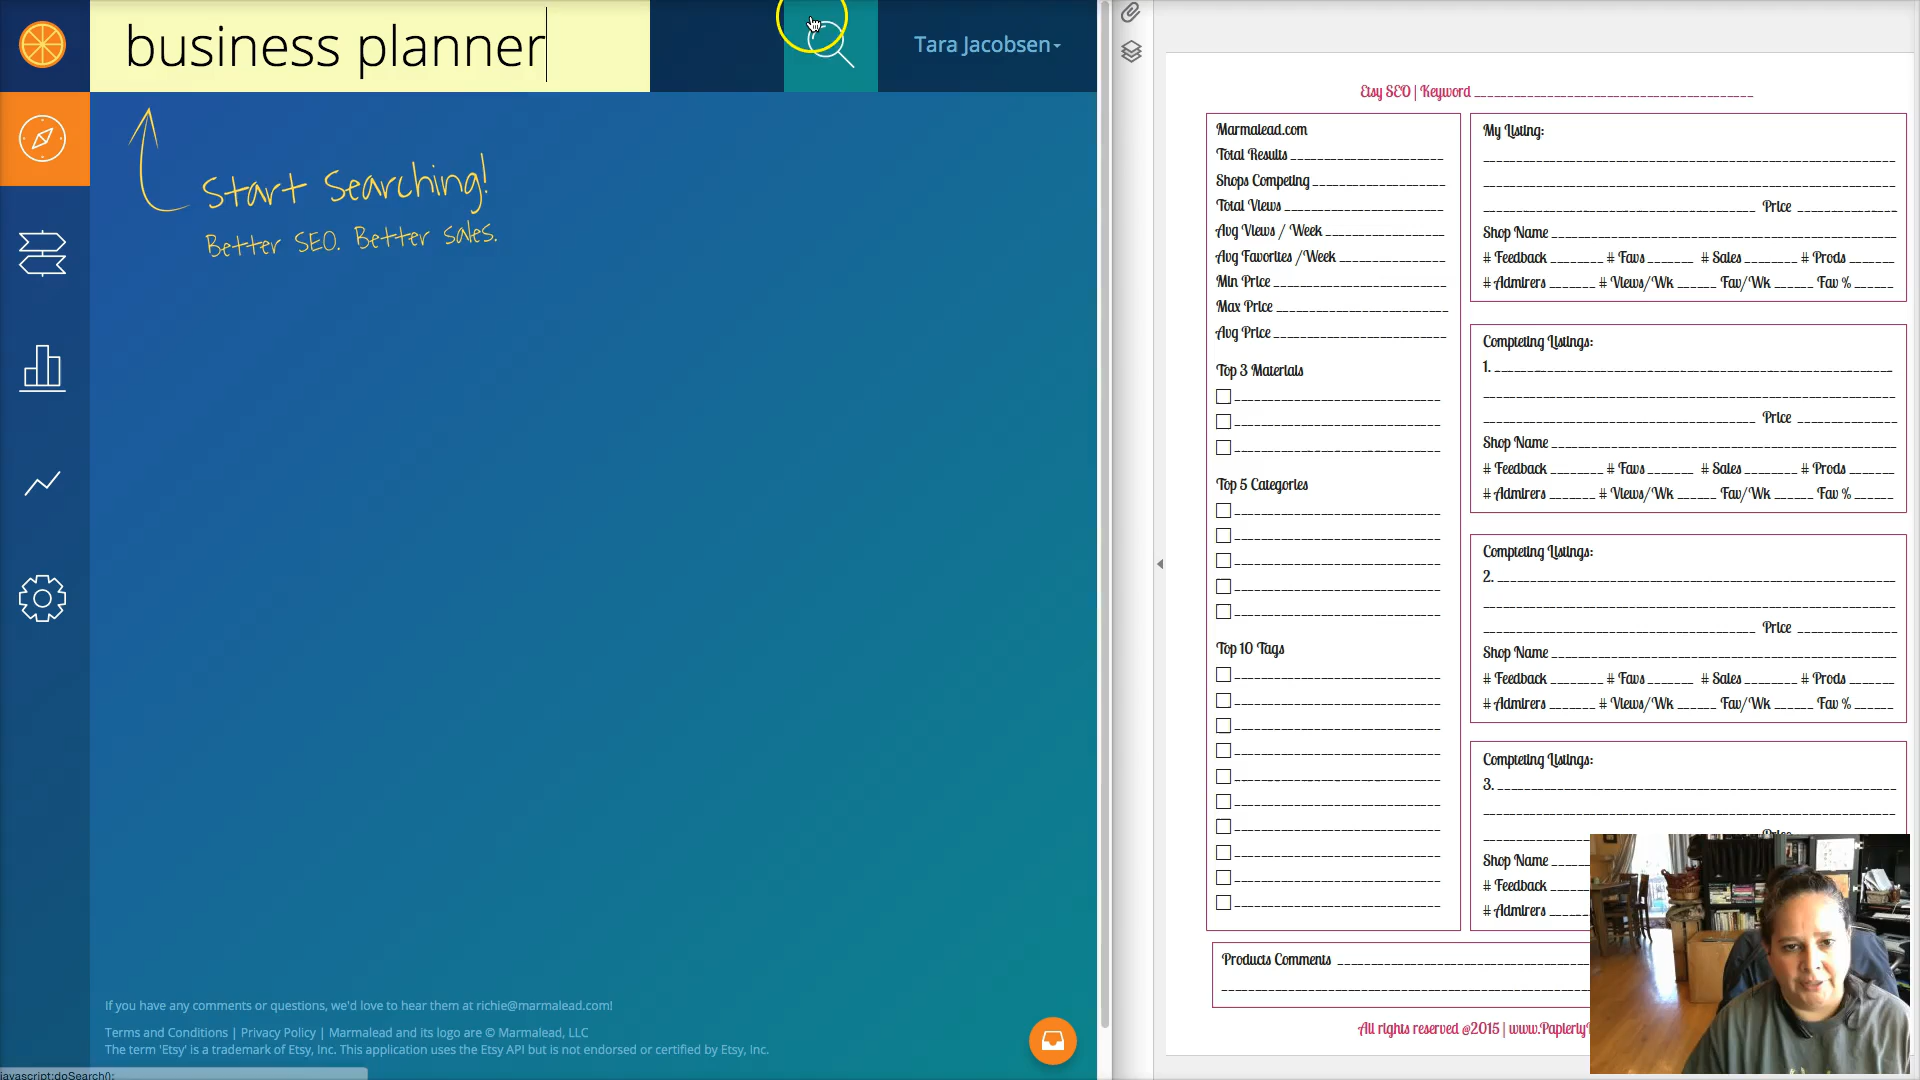 business planner
Tara Jacobsen
Start Searching!
Better SEO. Better sales.
If you have any comments or questions, we'd love to hear them at richie@marmalead.com!
Terms and Conditions | Privacy Policy | Marmalead and its logo are © Marmalead, LLC
The term 'Etsy' is a trademark of Etsy, Inc. This application uses the Etsy API but is not endorsed or certified by Etsy, Inc.
javascript:doSearch();
Etsy SEO | Keyword
Marmalead.com
Total Results
Shops Competing
Total Views
Avg Views / Week
Avg Favorites /Week
Min Price
Max Price
Avg Price
Top 3 Materials
Top 5 Categories
Top 10 Tags
My Listing:
Price
Shop Name
# Feedback # Favs # Sales # Prods
# Admirers # Views/Wk Fav/Wk Fav %
Completing Listings:
1.
Price
Shop Name
# Feedback # Favs # Sales # Prods
# Admirers # Views/Wk Fav/Wk Fav %
Completing Listings:
2.
Price
Shop Name
# Feedback # Favs # Sales # Prods
# Admirers # Views/Wk Fav/Wk Fav %
Completing Listings:
3.
Price
Shop Name
# Feedback
# Admirers
Products Comments
All rights reserved @2015 |